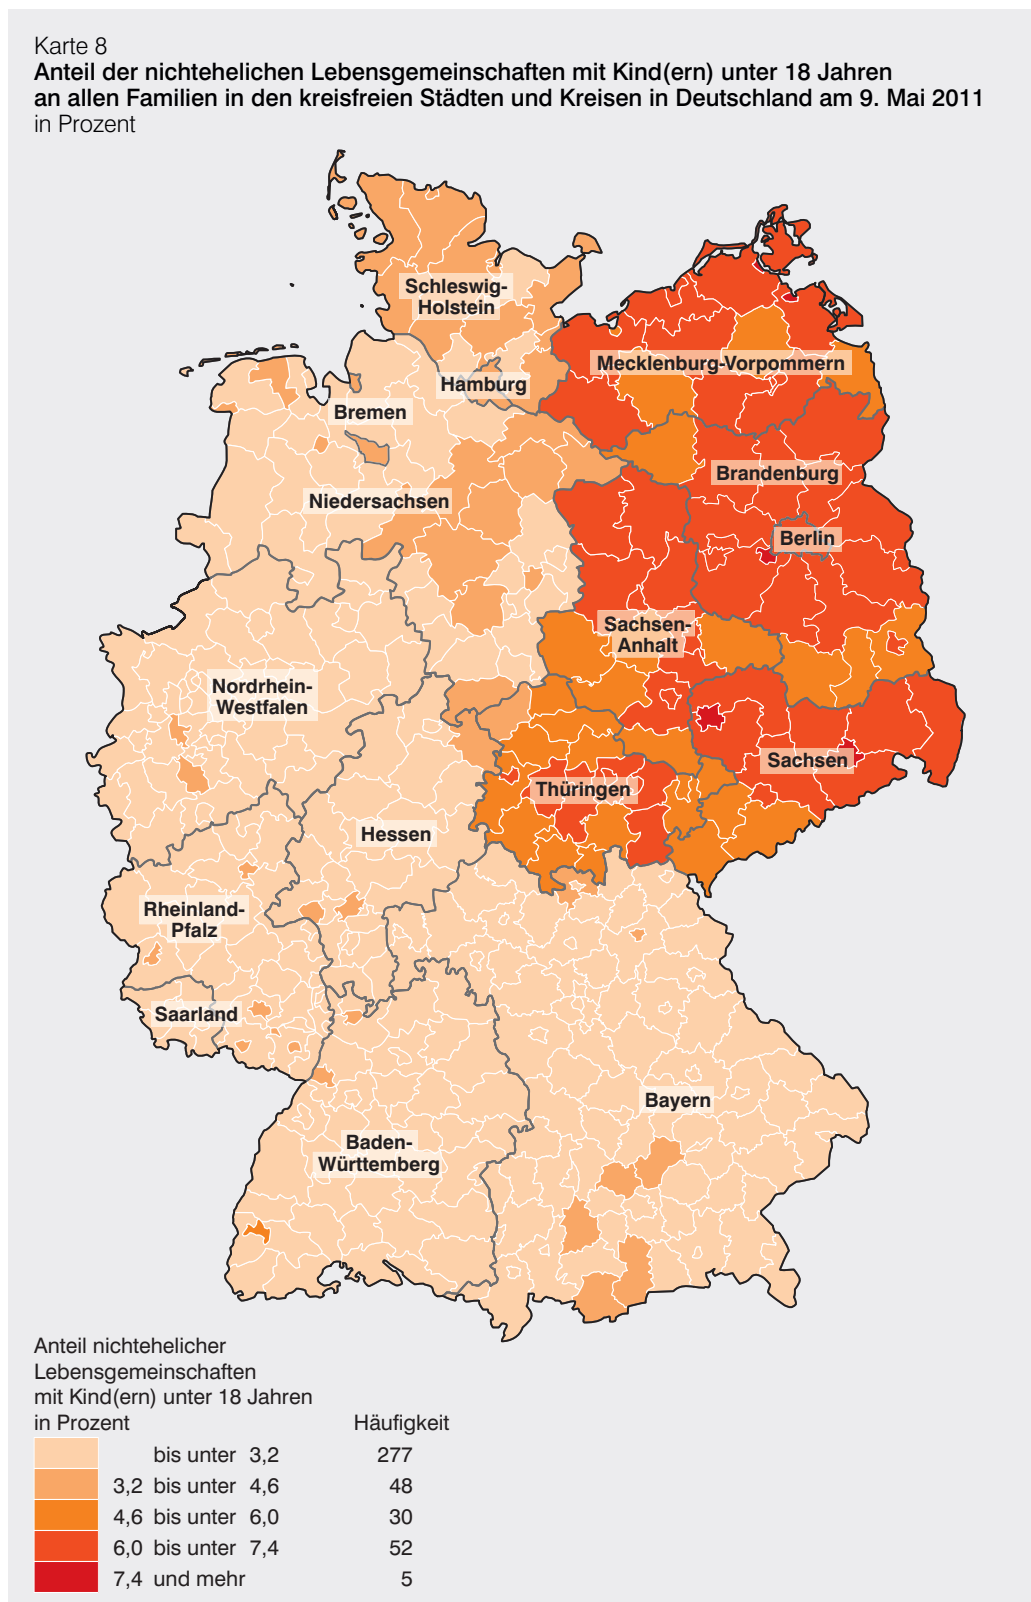 Karte 8
Anteil der nichtehelichen Lebensgemeinschaften mit Kind(ern) unter 18 Jahren
an allen Familien in den kreisfreien Städten und Kreisen in Deutschland am 9. Mai 2011
in Prozent
Schleswig-
Holstein
Mecklenburg-Vorpommern
Hamburg
Bremen
Brandenburg
Niedersachsen
Berlin
Sachsen-
Anhalt
Nordrhein-
Westfalen
Sachsen
Thüringen
Hessen
Rheinland-
Pfalz
Saarland
Bayern
Baden-
Württemberg
Anteil nichtehelicher
Lebensgemeinschaften
mit Kind(ern) unter 18 Jahren
in Prozent Häufigkeit
bis unter 3,2 277
3,2 bis unter 4,6 48
4,6 bis unter 6,0 30
6,0 bis unter 7,4 52
7,4 und mehr 5